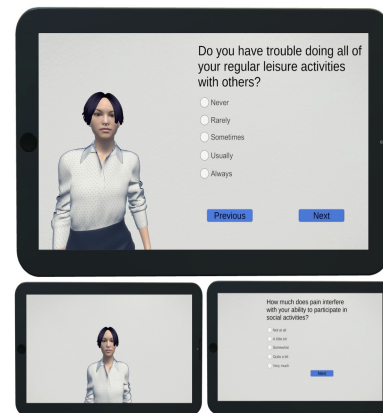 Do you have trouble doing all of
your regular leisure activities
with others?
Never
Rarely
Sometimes
Usually
Always
Previous
Next
How much does pain interfere
with your ability to participate in
social activities?
Not at all
A little bit
Somewhat
Quite a bit
Very much
Next